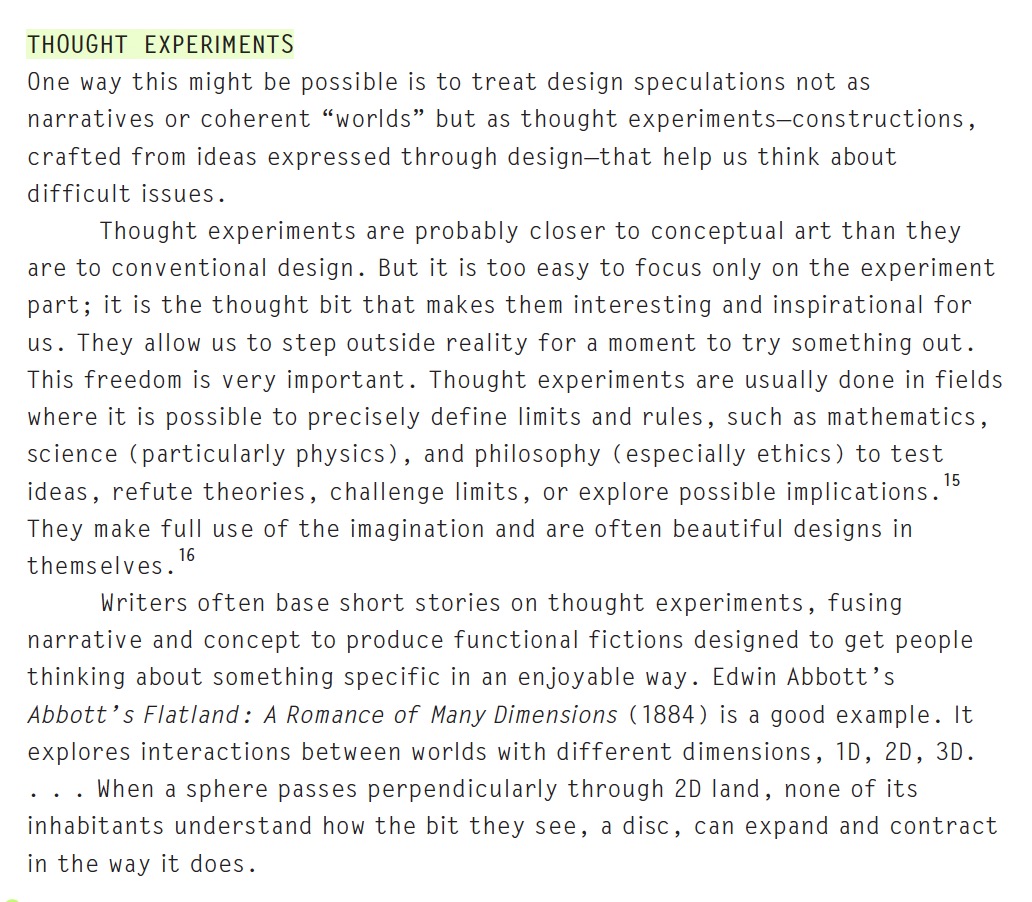 THOUGHT EXPERIMENTS
One way this might be possible is to treat design speculations not as
narratives or coherent “worlds” but as thought experiments—constructions,
crafted from ideas expressed through design—that help us think about
difficult issues.
Thought experiments are probably closer to conceptual art than they
are to conventional design. But it is too easy to focus only on the experiment
part; it is the thought bit that makes them interesting and inspirational for
us. They allow us to step outside reality for a moment to try something out.
This freedom is very important. Thought experiments are usually done in fields
where it is possible to precisely define limits and rules, such as mathematics,
science (particularly physics), and philosophy (especially ethics) to test
ideas, refute theories, challenge limits, or explore possible implications.15
They make full use of the imagination and are often beautiful designs in
themselves.16
Writers often base short stories on thought experiments, fusing
narrative and concept to produce functional fictions designed to get people
thinking about something specific in an enjoyable way. Edwin Abbott’s
Abbott’s Flatland: A Romance of Many Dimensions (1884) is a good example. It
explores interactions between worlds with different dimensions, 1D, 2D, 3D.
. . . When a sphere passes perpendicularly through 2D land, none of its
inhabitants understand how the bit they see, a disc, can expand and contract
in the way it does.